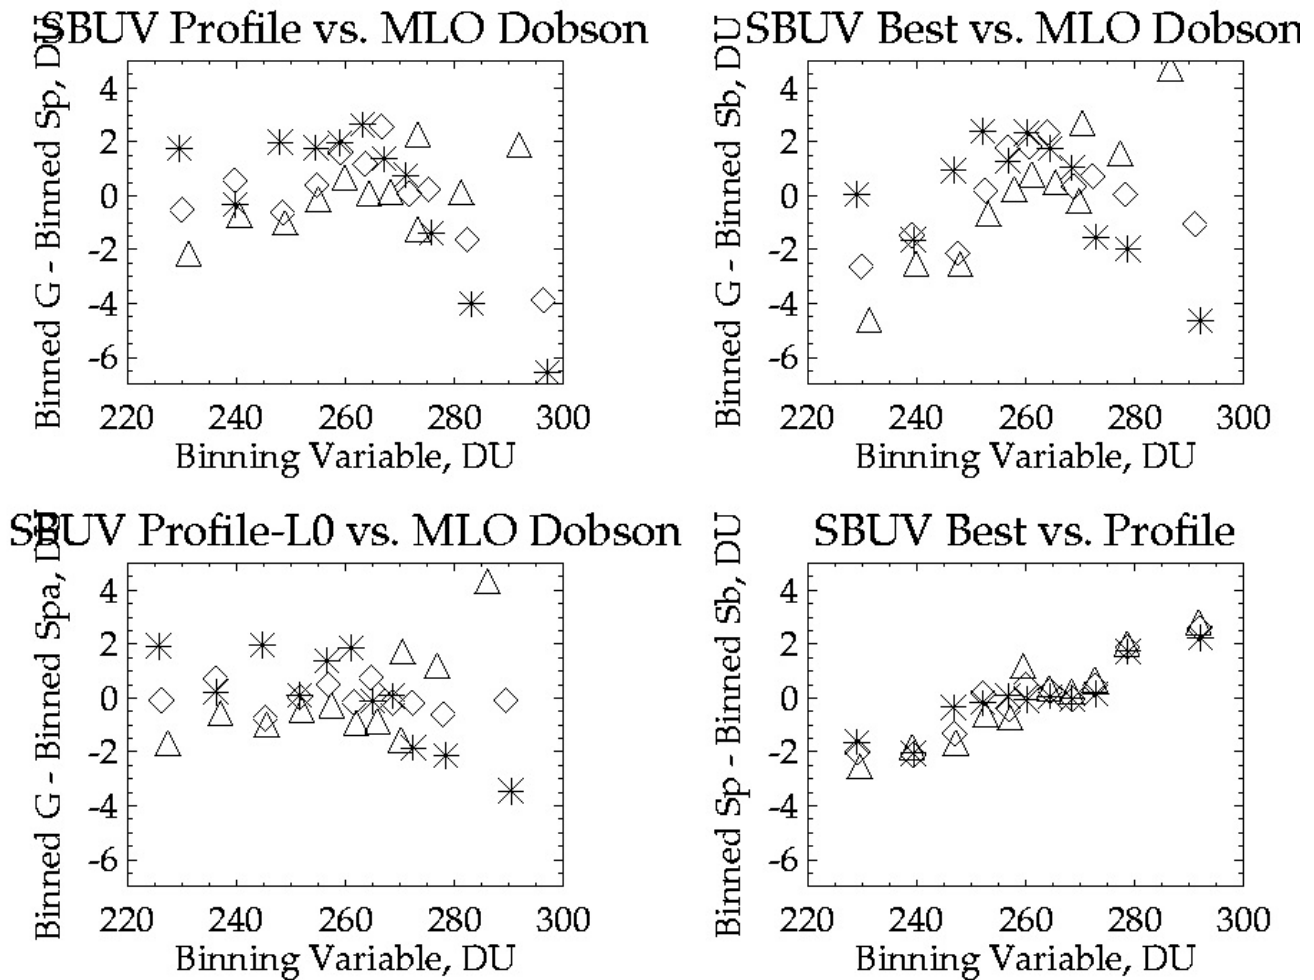 SBUV Profile vs. MLO Dobson
Binned G - Binned Sp, DU
4
2
0
-2
-4
-6
220 240 260 280 300
Binning Variable, DU
SBUV Best vs. MLO Dobson
Binned G - Binned Sb, DU
4
2
0
-2
-4
-6
220 240 260 280 300
Binning Variable, DU
SBUV Profile-L0 vs. MLO Dobson
Binned G - Binned Spa, DU
4
2
0
-2
-4
-6
220 240 260 280 300
Binning Variable, DU
SBUV Best vs. Profile
Binned Sp - Binned Sb, DU
4
2
0
-2
-4
-6
220 240 260 280 300
Binning Variable, DU